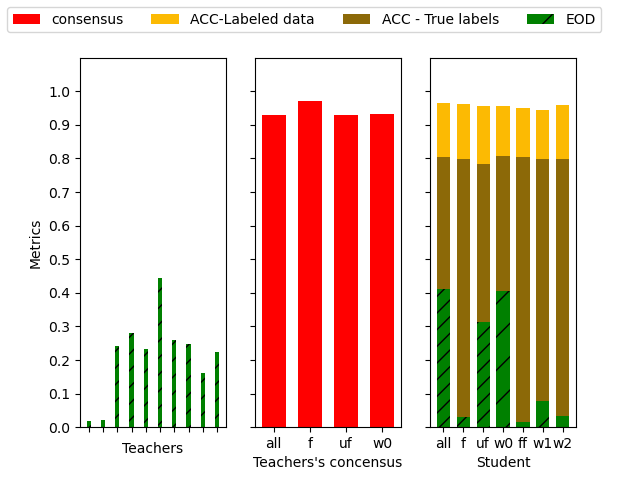 consensus ACC-Labeled data ACC - True labels EOD
Metrics
1.0
0.9
0.8
0.7
0.6
0.5
0.4
0.3
0.2
0.1
0.0
Teachers
all f uf w0
Teachers's concensus
all f uf w0 ff w1 w2
Student